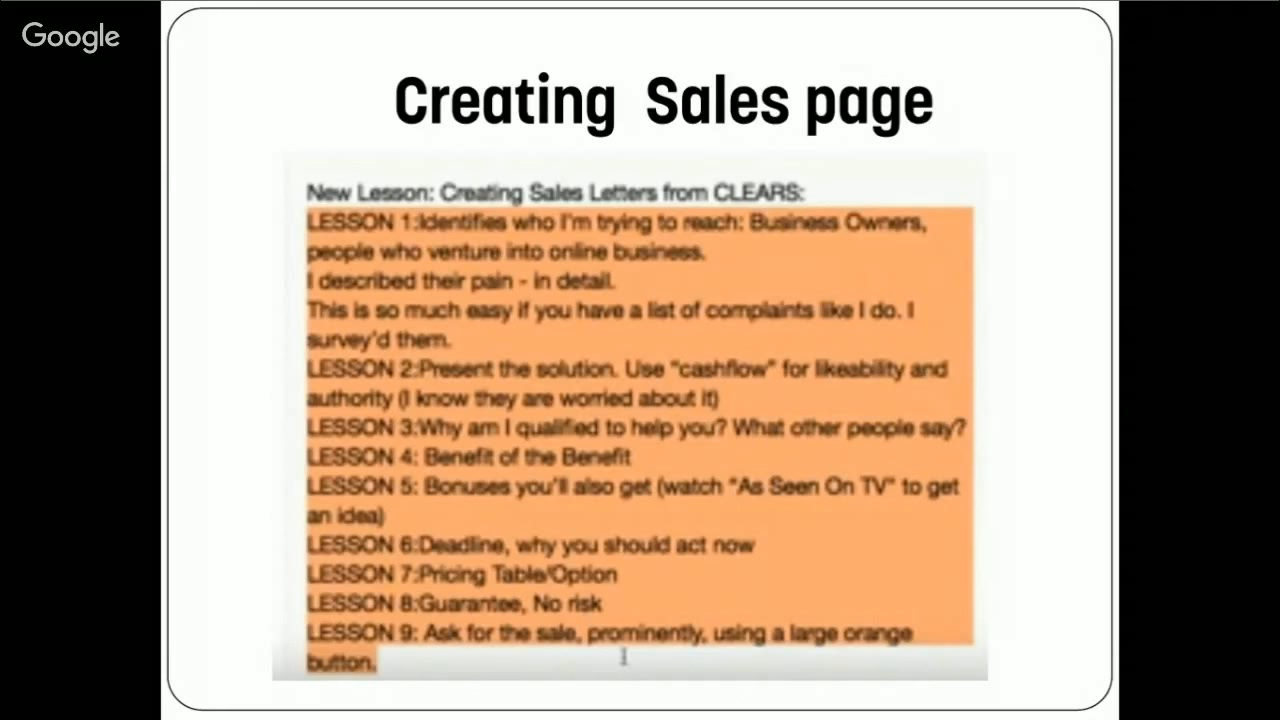 Google
Creating Sales page
New Lesson: Creating Sales Letters from CLEARS:
LESSON 1:Identifies who I'm trying to reach: Business Owners,
people who venture into online business.
I described their pain - in detail.
This is so much easy if you have a list of complaints like I do. I
survey'd them.
LESSON 2:Present the solution. Use "cashflow" for likeability and
authority (I know they are worried about it)
LESSON 3:Why am I qualified to help you? What other people say?
LESSON 4: Benefit of the Benefit
LESSON 5: Bonuses you'll also get (watch "As Seen On TV" to get
an idea)
LESSON 6:Deadline, why you should act now
LESSON 7:Pricing Table/Option
LESSON 8:Guarantee, No risk
LESSON 9: Ask for the sale, prominently, using a large orange
button.